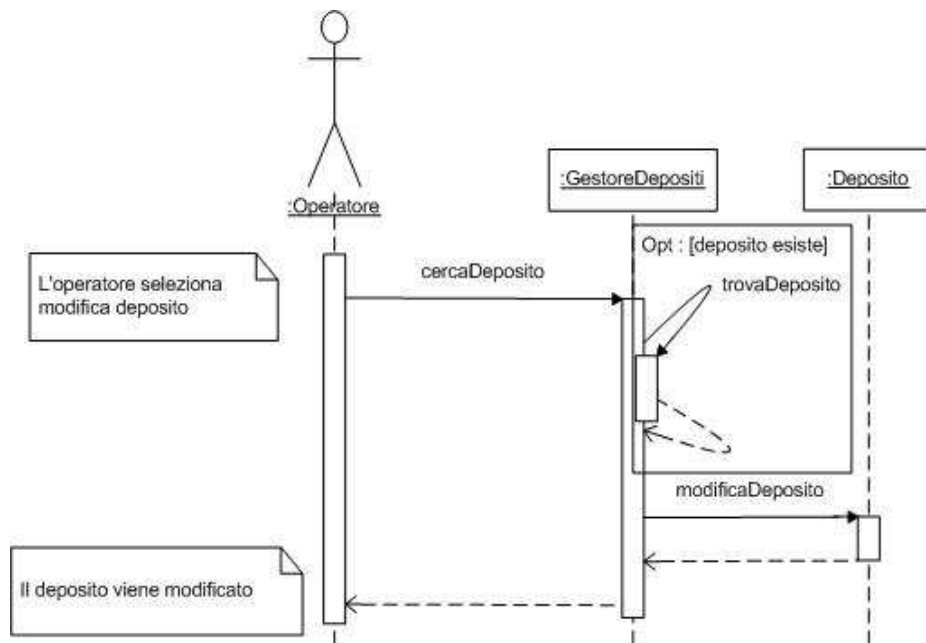 :GestoreDepositi
:Deposito
:Operatore
Opt : [deposito esiste]
L'operatore seleziona
modifica deposito
cercaDeposito
trovaDeposito
modificaDeposito
Il deposito viene modificato